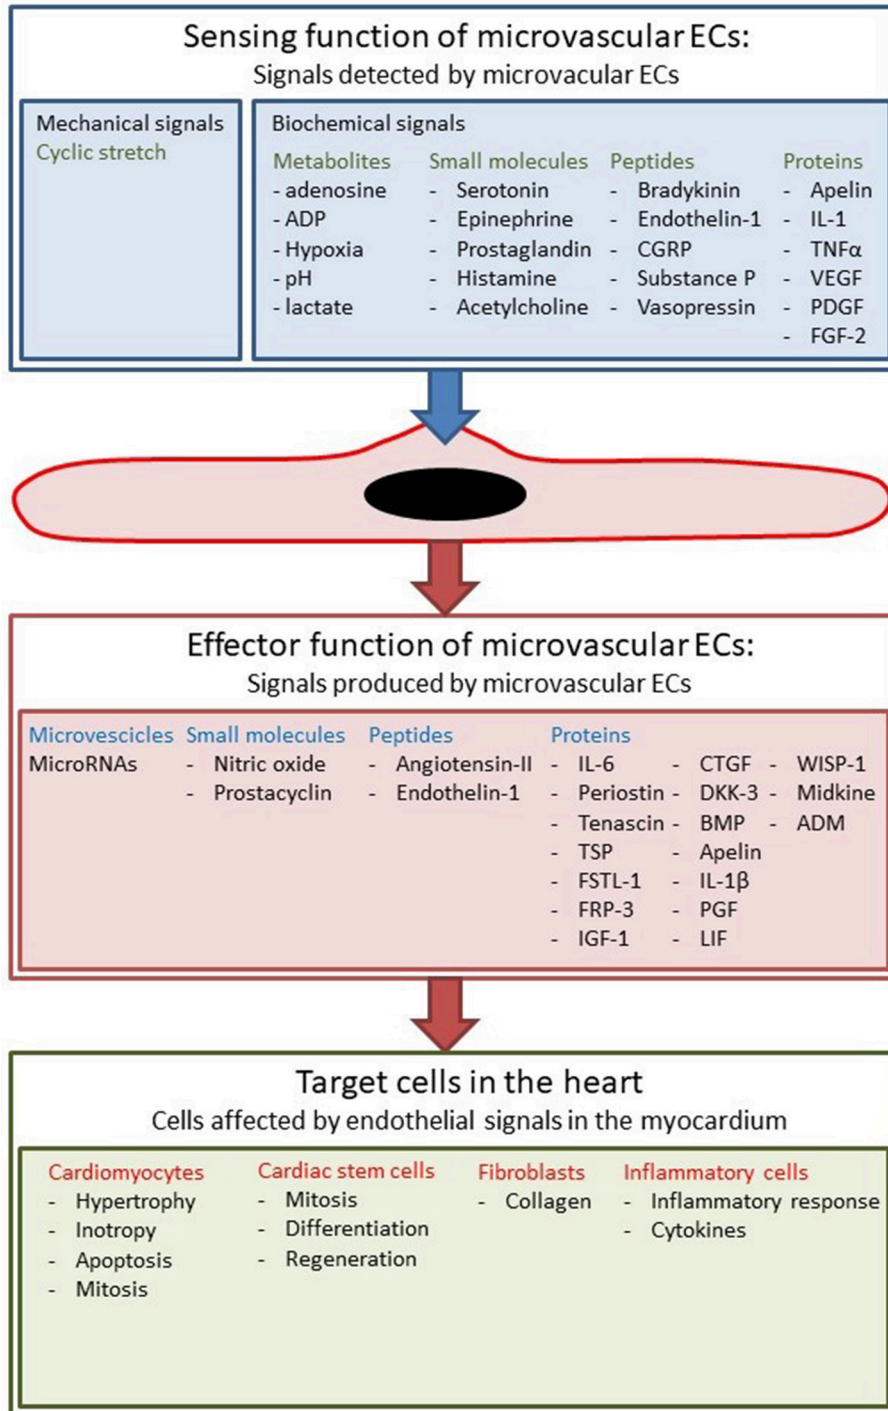 Sensing function of microvascular ECs:
Signals detected by microvacular ECs
Mechanical signals
Cyclic stretch
Biochemical signals
Metabolites
- adenosine
- ADP
- Hypoxia
- pH
- lactate
Small molecules
- Serotonin
- Epinephrine
- Prostaglandin
- Histamine
- Acetylcholine
Peptides
- Bradykinin
- Endothelin-1
- CGRP
- Substance P
- Vasopressin
Proteins
- Apelin
- IL-1
- TNFα
- VEGF
- PDGF
- FGF-2
Effector function of microvascular ECs:
Signals produced by microvascular ECs
Microvescicles
MicroRNAs
Small molecules
- Nitric oxide
- Prostacyclin
Peptides
- Angiotensin-II
- Endothelin-1
Proteins
- IL-6
- Periostin
- Tenascin
- TSP
- FSTL-1
- FRP-3
- IGF-1
- CTGF
- DKK-3
- BMP
- Apelin
- IL-1β
- PGF
- LIF
- WISP-1
- Midkine
- ADM
Target cells in the heart
Cells affected by endothelial signals in the myocardium
Cardiomyocytes
- Hypertrophy
- Inotropy
- Apoptosis
- Mitosis
Cardiac stem cells
- Mitosis
- Differentiation
- Regeneration
Fibroblasts
- Collagen
Inflammatory cells
- Inflammatory response
- Cytokines